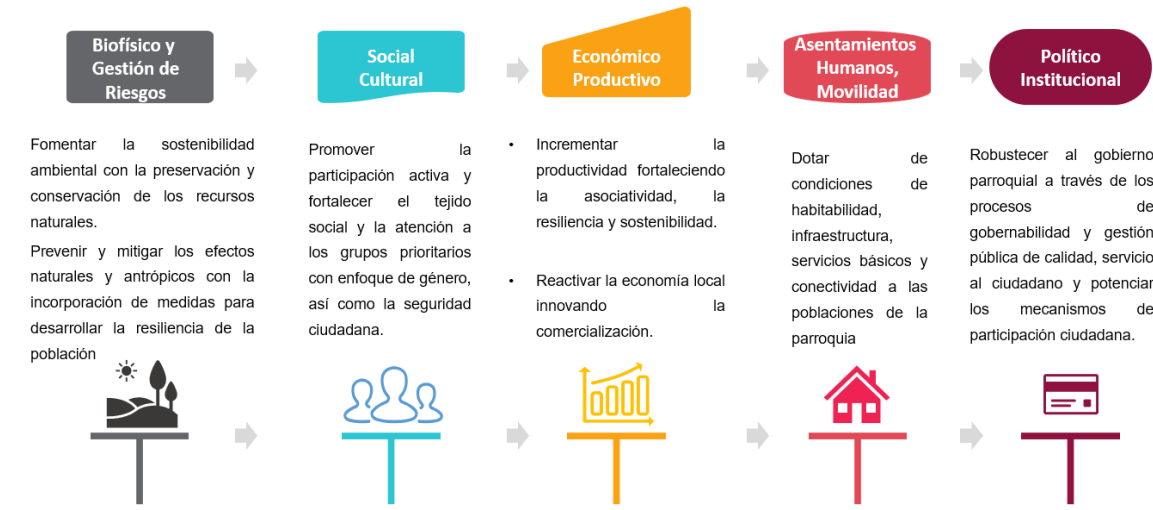 Biofísico y
Gestión de
Riesgos
Fomentar la sostenibilidad
ambiental con la preservación y
conservación de los recursos
naturales.
Prevenir y mitigar los efectos
naturales y antrópicos con la
incorporación de medidas para
desarrollar la resiliencia de la
población
Social
Cultural
Promover la
participación activa y
fortalecer el tejido
social y la atención a
los grupos prioritarios
con enfoque de género,
así como la seguridad
ciudadana.
Económico
Productivo
• Incrementar la
productividad fortaleciendo
la asociatividad, la
resiliencia y sostenibilidad.
• Reactivar la economía local
innovando la
comercialización.
Asentamientos
Humanos,
Movilidad
Dotar de
condiciones de
habitabilidad,
infraestructura,
servicios básicos y
conectividad a las
poblaciones de la
parroquia
Político
Institucional
Robustecer al gobierno
parroquial a través de los
procesos de
gobernabilidad y gestión
pública de calidad, servicio
al ciudadano y potenciar
los mecanismos de
participación ciudadana.